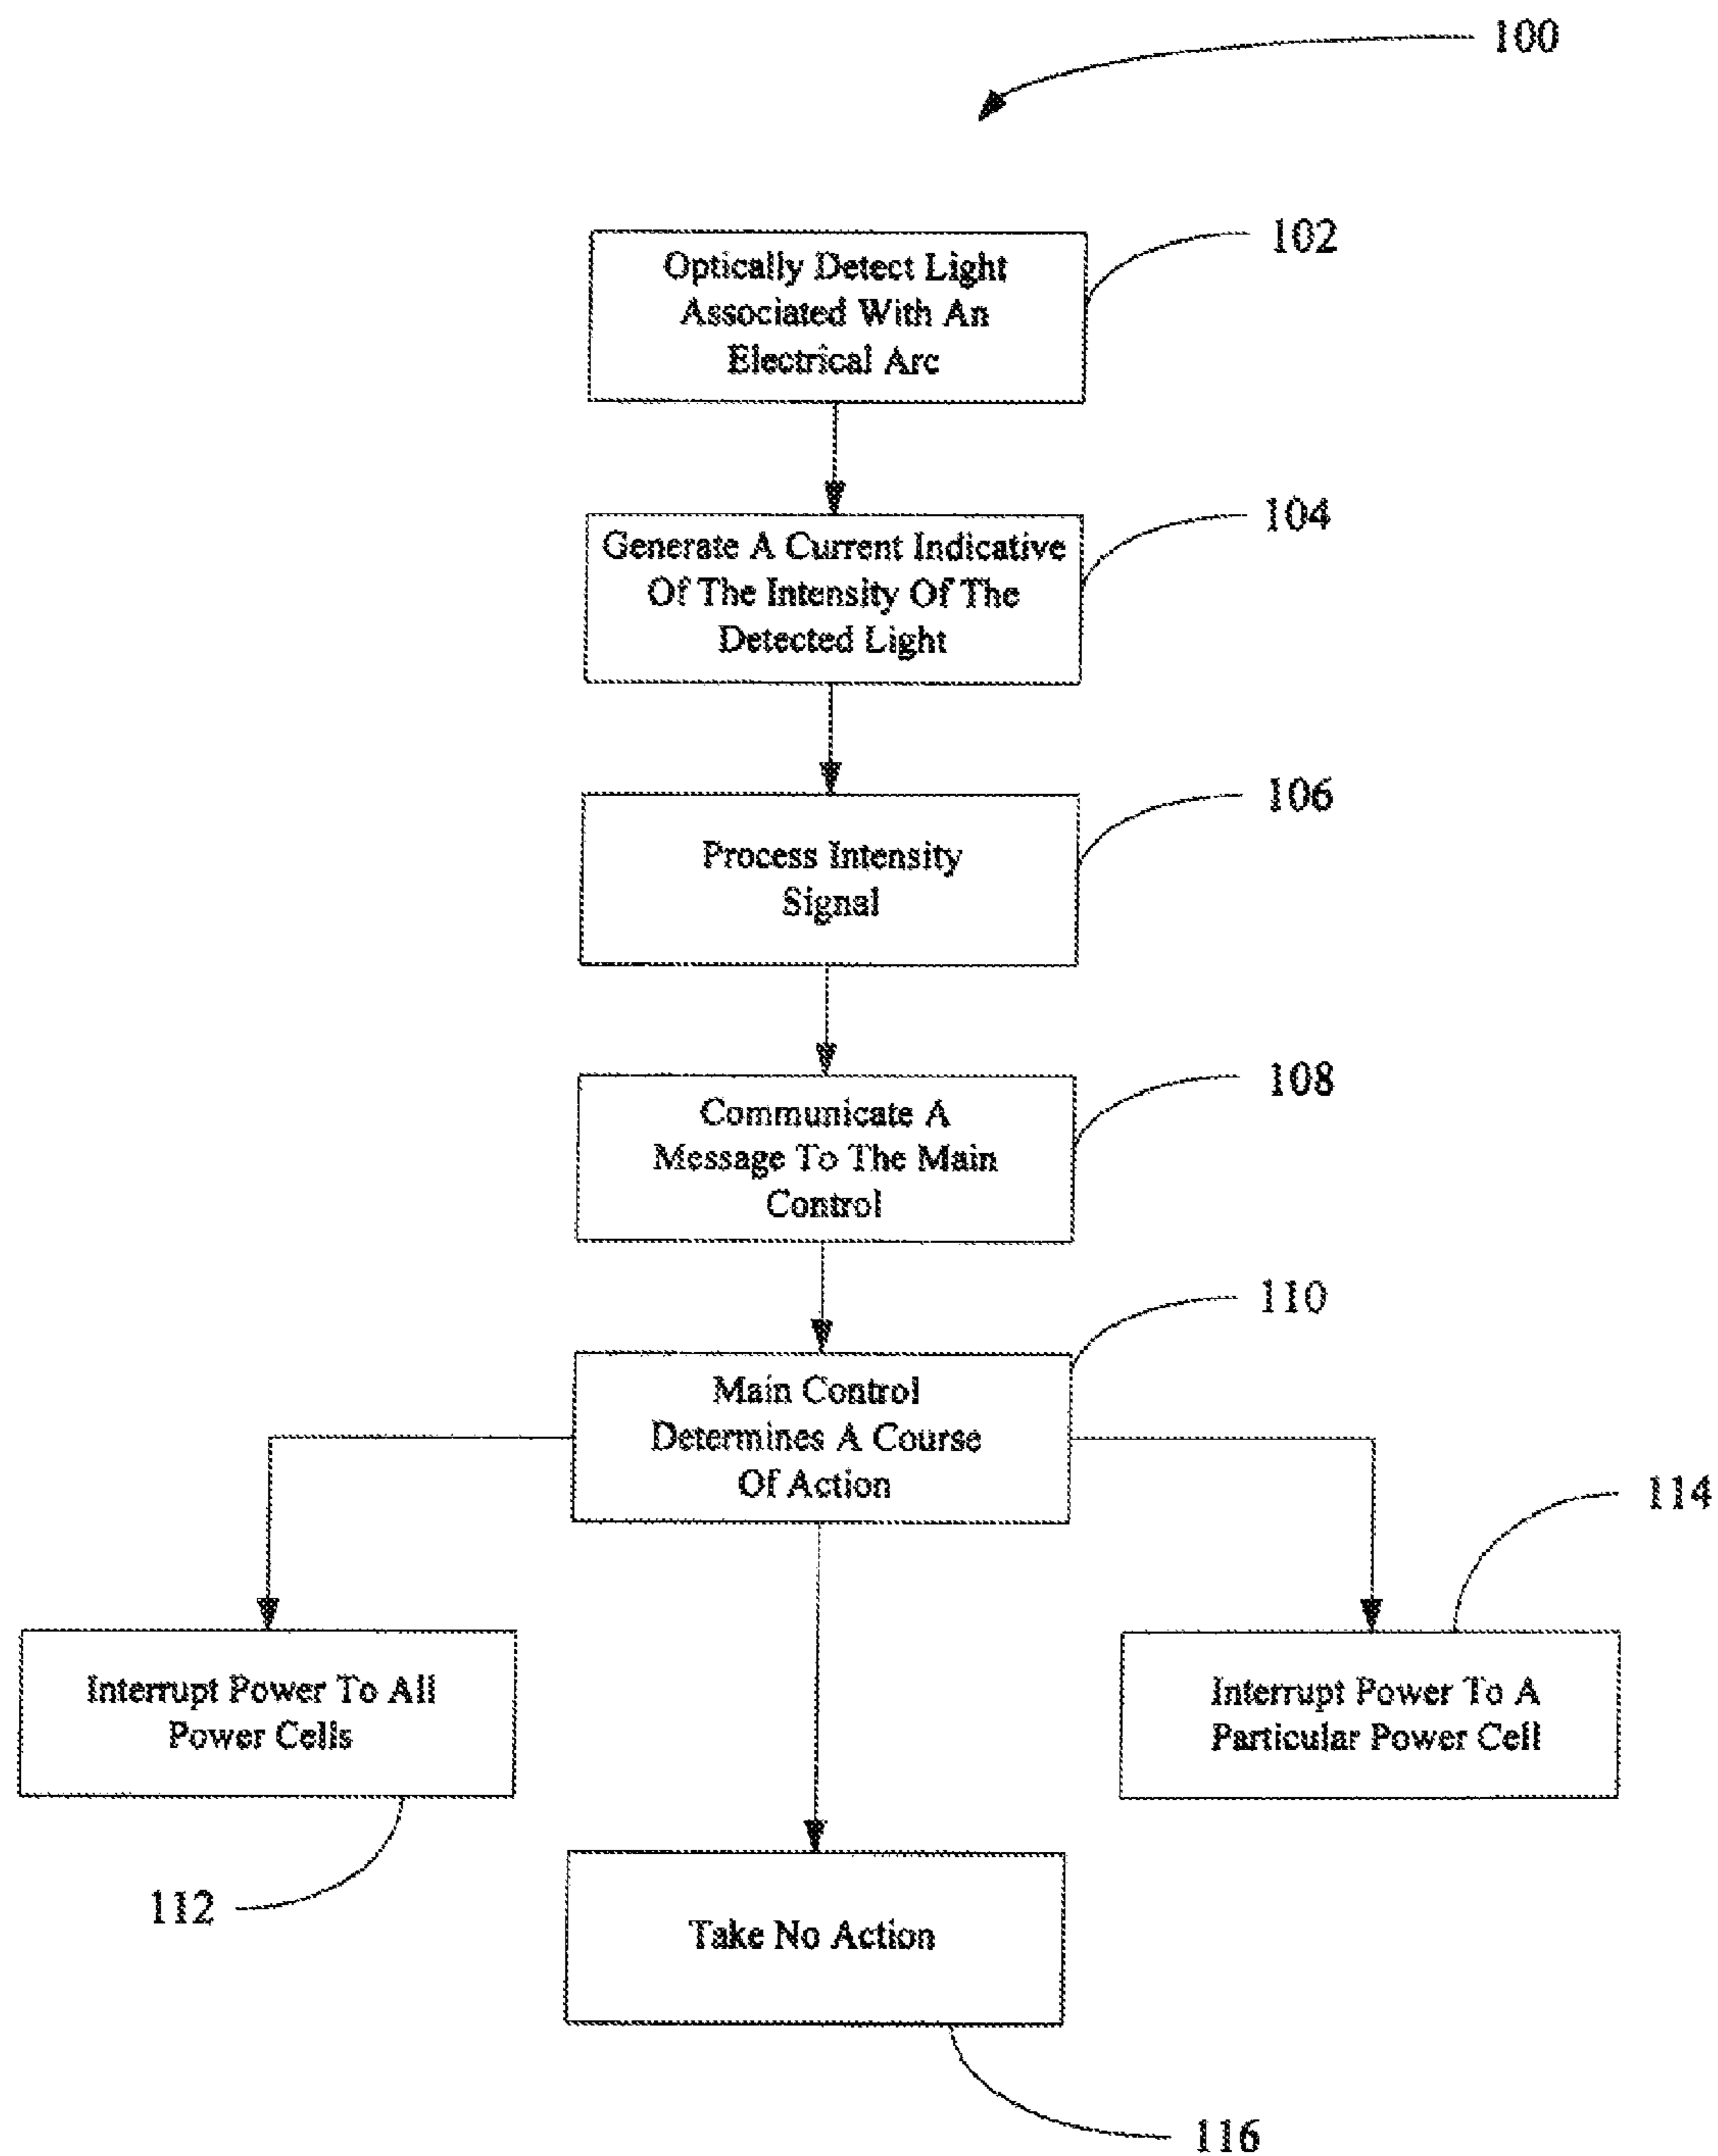 100
102
Optically Detect Light
Associated With An
Electrical Arc
104
Generate A Current Indicative
Of The Intensity Of The
Detected Light
106
Process Intensity
Signal
108
Communicate A
Message To The Main
Control
110
Main Control
Determines A Course
Of Action
114
Interrupt Power To All
Power Cells
Interrupt Power To A
Particular Power Cell
112
Take No Action
116